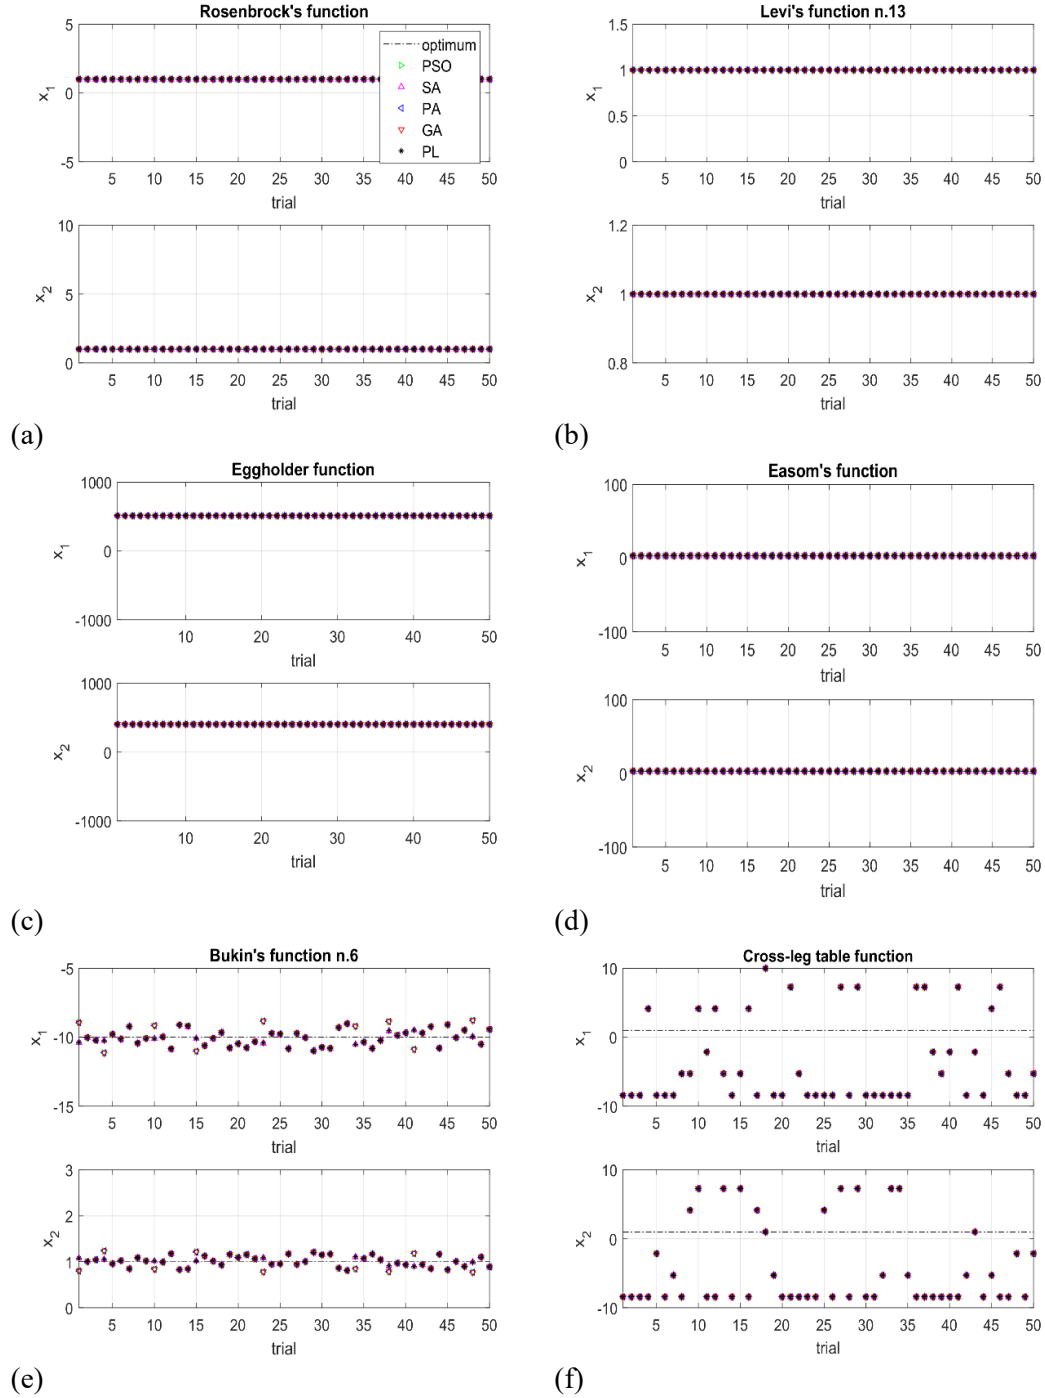 Rosenbrock's function
5
0
-5
x1
optimum
PSO
SA
PA
GA
PL
5 10 15 20 25 30 35 40 45 50
trial
10
5
0
x2
5 10 15 20 25 30 35 40 45 50
trial
(a)
Levi's function n.13
1.5
1
0.5
0
x1
5 10 15 20 25 30 35 40 45 50
trial
1.2
1
0.8
x2
5 10 15 20 25 30 35 40 45 50
trial
(b)
Eggholder function
1000
0
-1000
x1
10 20 30 40 50
trial
1000
0
-1000
x2
10 20 30 40 50
trial
(c)
Easom's function
100
0
-100
x1
5 10 15 20 25 30 35 40 45 50
trial
100
0
-100
x2
5 10 15 20 25 30 35 40 45 50
trial
(d)
Bukin's function n.6
-5
-10
-15
x1
5 10 15 20 25 30 35 40 45 50
trial
3
2
1
0
x2
5 10 15 20 25 30 35 40 45 50
trial
(e)
Cross-leg table function
10
0
-10
x1
5 10 15 20 25 30 35 40 45 50
trial
10
0
-10
x2
5 10 15 20 25 30 35 40 45 50
trial
(f)